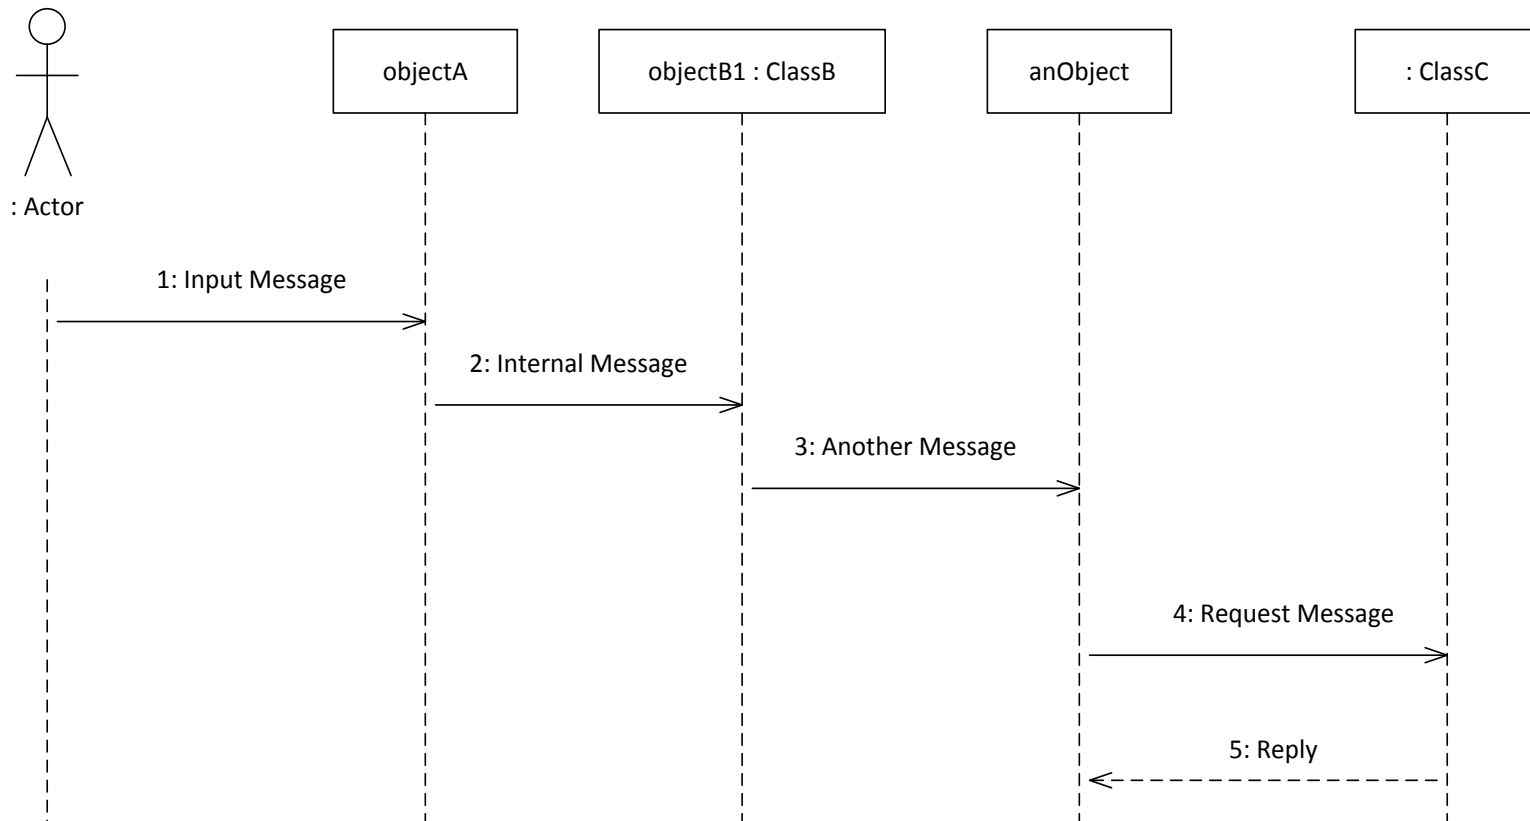 objectA
objectB1 : ClassB
anObject
: ClassC
: Actor
1: Input Message
2: Internal Message
3: Another Message
4: Request Message
5: Reply